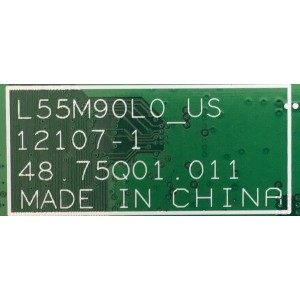 L55M90L0_US
12107-1
48.75Q01.011
MADE IN CHINA